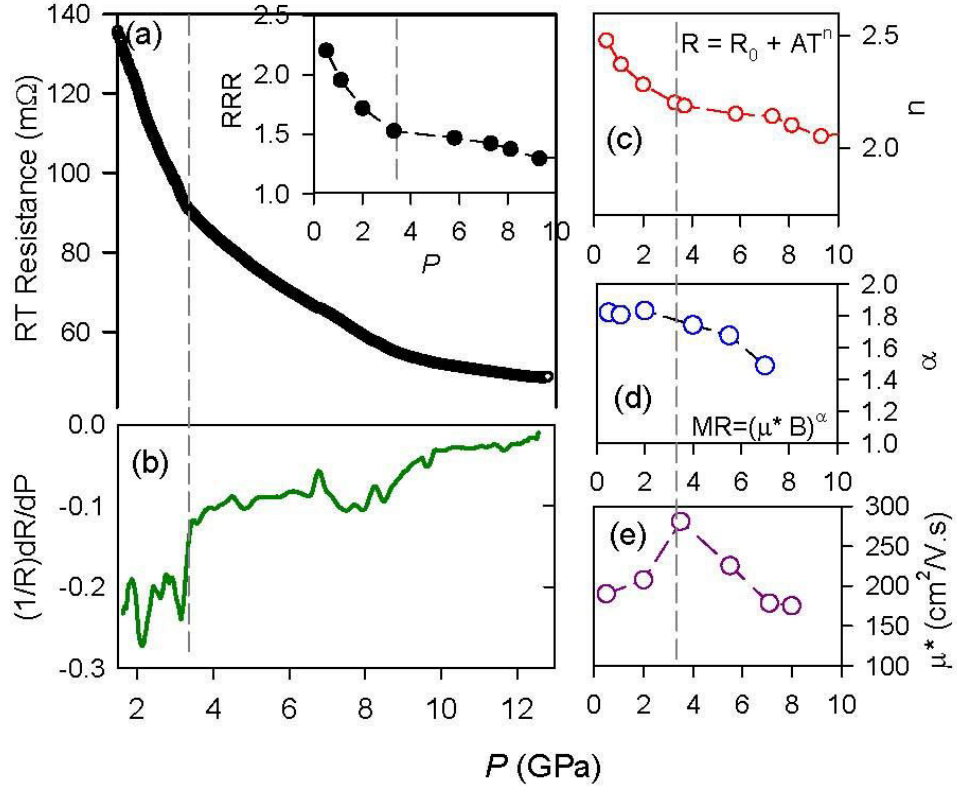 (a)
RT Resistance (mΩ)
140
120
100
80
60
RRR
2.5
2.0
1.5
1.0
0 2 4 6 8 10
P
(b)
(1/R)dR/dP
0.0
-0.1
-0.2
-0.3
2 4 6 8 10 12
P (GPa)
(c)
R = R0 + AT^n
2.5
2.0
n
0 2 4 6 8 10
(d)
MR=(μ* B)^α
2.0
1.8
1.6
1.4
1.2
1.0
α
0 2 4 6 8 10
(e)
300
250
200
150
100
μ* (cm²/V.s)
0 2 4 6 8 10